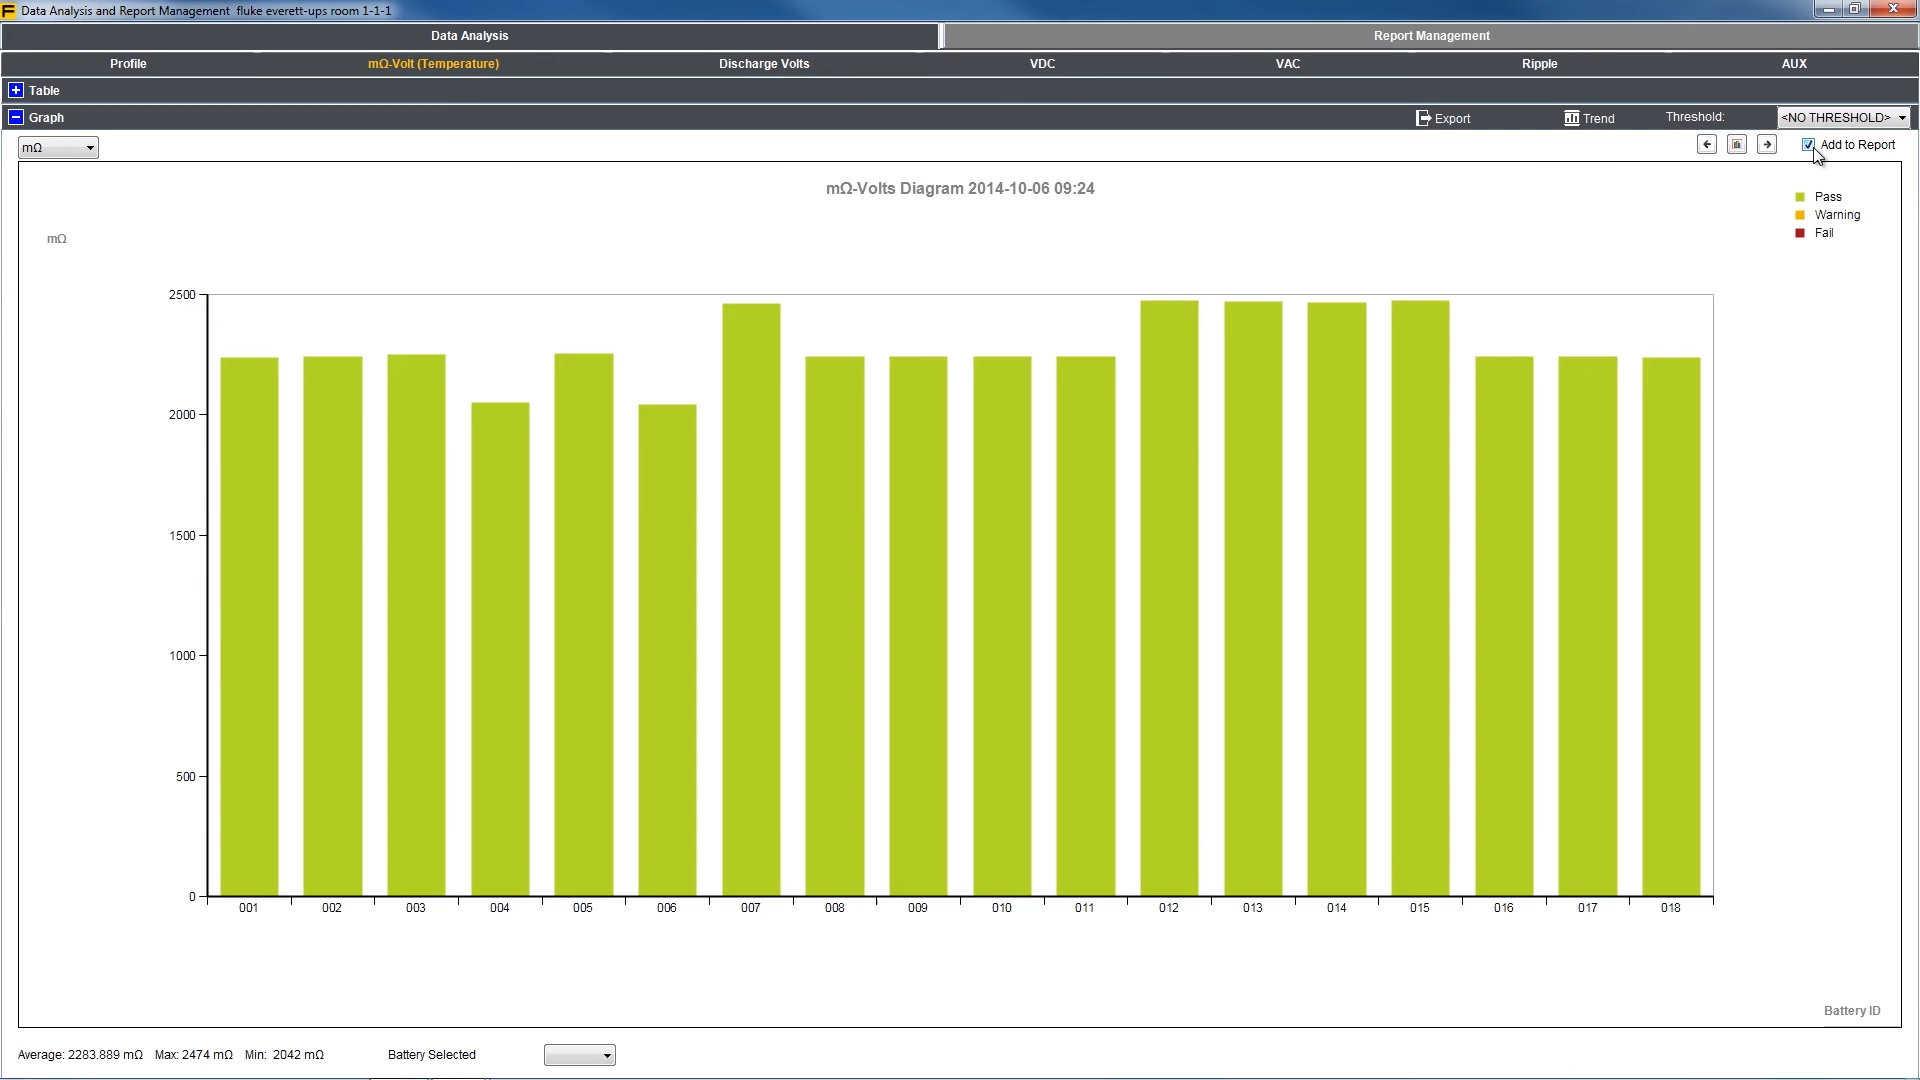 F Data Analysis and Report Management fluke everett-ups room 1-1-1
Data Analysis Report Management
Profile mΩ-Volt (Temperature) Discharge Volts VDC VAC Ripple AUX
Table
Graph Export Trend Threshold: <NO THRESHOLD>
mΩ Add to Report
mΩ-Volts Diagram 2014-10-06 09:24
Pass
Warning
Fail
mΩ
2500
2000
1500
1000
500
0
001 002 003 004 005 006 007 008 009 010 011 012 013 014 015 016 017 018
Battery ID
Average: 2283.889 mΩ Max: 2474 mΩ Min: 2042 mΩ Battery Selected